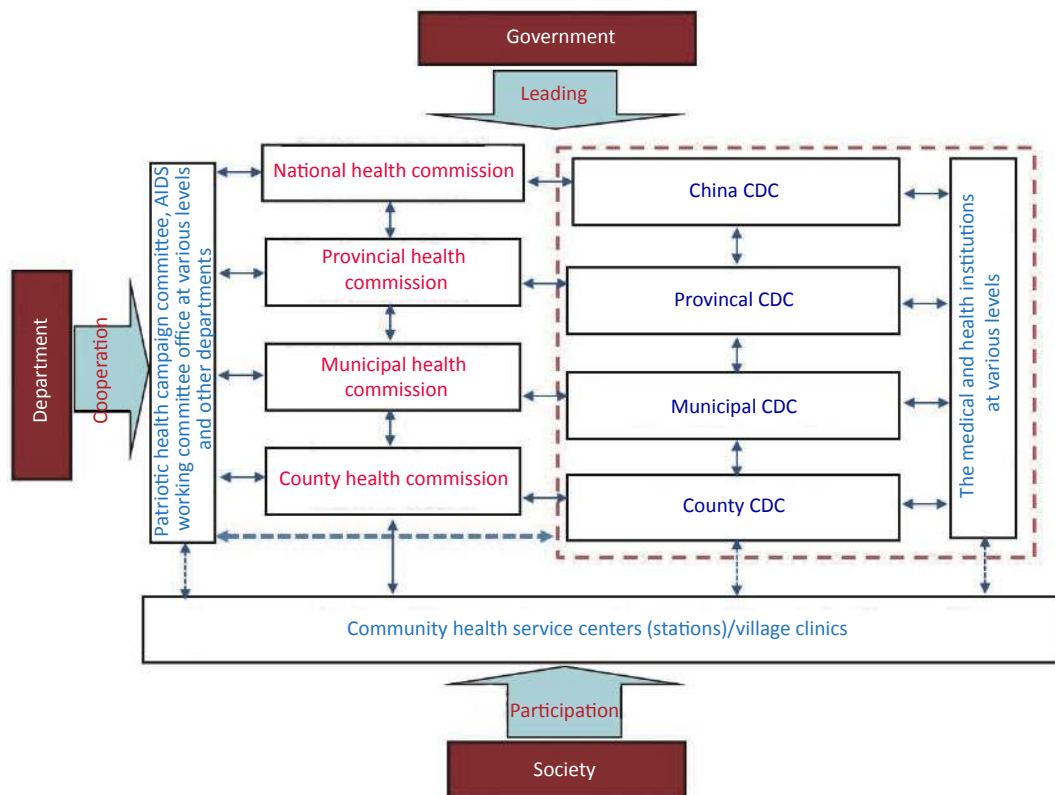 Government
Leading
National health commission
China CDC
Provincial health
commission
Provincal CDC
Municipal health
commission
Municipal CDC
County health commission
County CDC
Department
Cooperation
Patriotic health campaign committee, AIDS
working committee office at various levels
and other departments
The medical and health institutions
at various levels
Community health service centers (stations)/village clinics
Participation
Society